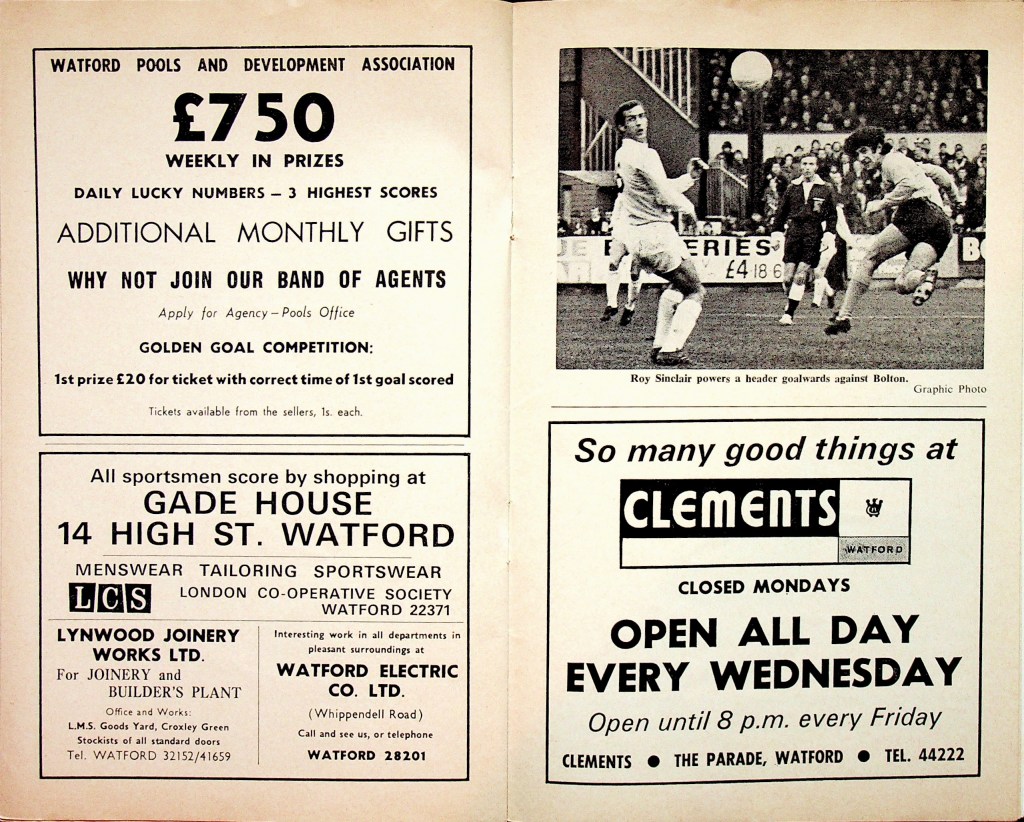 WATFORD POOLS AND DEVELOPMENT ASSOCIATION
£750
WEEKLY IN PRIZES
DAILY LUCKY NUMBERS – 3 HIGHEST SCORES
ADDITIONAL MONTHLY GIFTS
WHY NOT JOIN OUR BAND OF AGENTS
Apply for Agency – Pools Office
GOLDEN GOAL COMPETITION:
1st prize £20 for ticket with correct time of 1st goal scored
Tickets available from the sellers, 1s. each.
All sportsmen score by shopping at
GADE HOUSE
14 HIGH ST. WATFORD
MENSWEAR TAILORING SPORTSWEAR
LCS
LONDON CO-OPERATIVE SOCIETY
WATFORD 22371
LYNWOOD JOINERY
WORKS LTD.
For JOINERY and
BUILDER'S PLANT
Office and Works:
L.M.S. Goods Yard, Croxley Green
Stockists of all standard doors
Tel. WATFORD 32152/41659
Interesting work in all departments in
pleasant surroundings at
WATFORD ELECTRIC
CO. LTD.
(Whippendell Road)
Call and see us, or telephone
WATFORD 28201
ERIES
£4 18 6
BO
Roy Sinclair powers a header goalwards against Bolton.
Graphic Photo
So many good things at
CLEMENTS
WATFORD
CLOSED MONDAYS
OPEN ALL DAY
EVERY WEDNESDAY
Open until 8 p.m. every Friday
CLEMENTS ● THE PARADE, WATFORD ● TEL. 44222